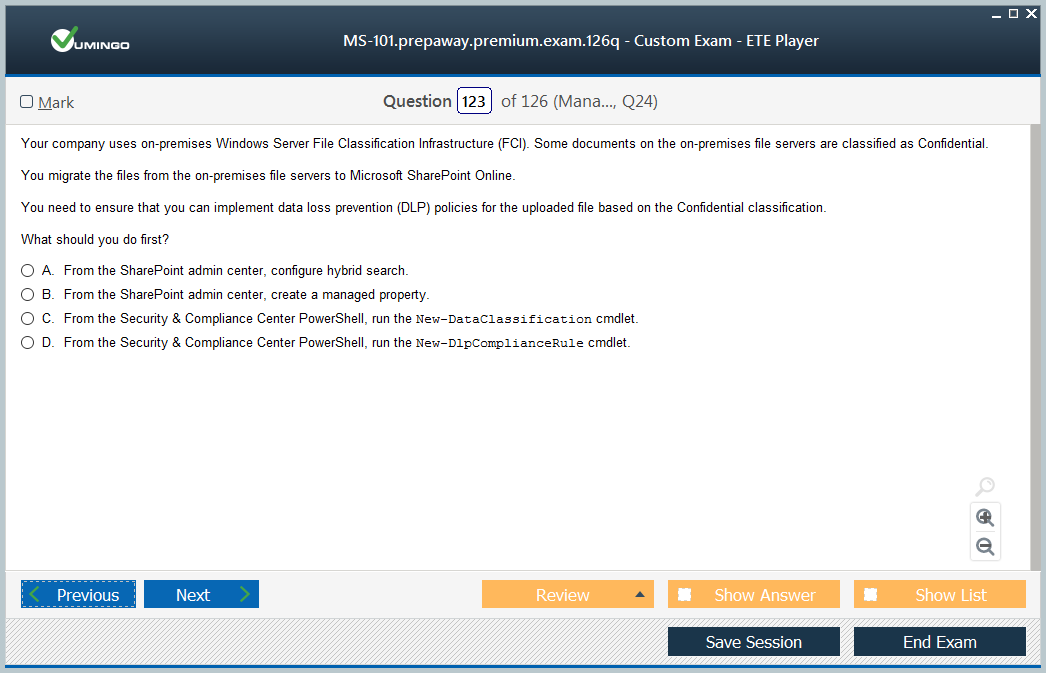 VUMINGO
MS-101.prepaway.premium.exam.126q - Custom Exam - ETE Player
Mark
Question 123 of 126 (Mana..., Q24)
Your company uses on-premises Windows Server File Classification Infrastructure (FCI). Some documents on the on-premises file servers are classified as Confidential.
You migrate the files from the on-premises file servers to Microsoft SharePoint Online.
You need to ensure that you can implement data loss prevention (DLP) policies for the uploaded file based on the Confidential classification.
What should you do first?
A. From the SharePoint admin center, configure hybrid search.
B. From the SharePoint admin center, create a managed property.
C. From the Security & Compliance Center PowerShell, run the New-DataClassification cmdlet.
D. From the Security & Compliance Center PowerShell, run the New-DlpComplianceRule cmdlet.
Previous
Next
Review
Show Answer
Show List
Save Session
End Exam